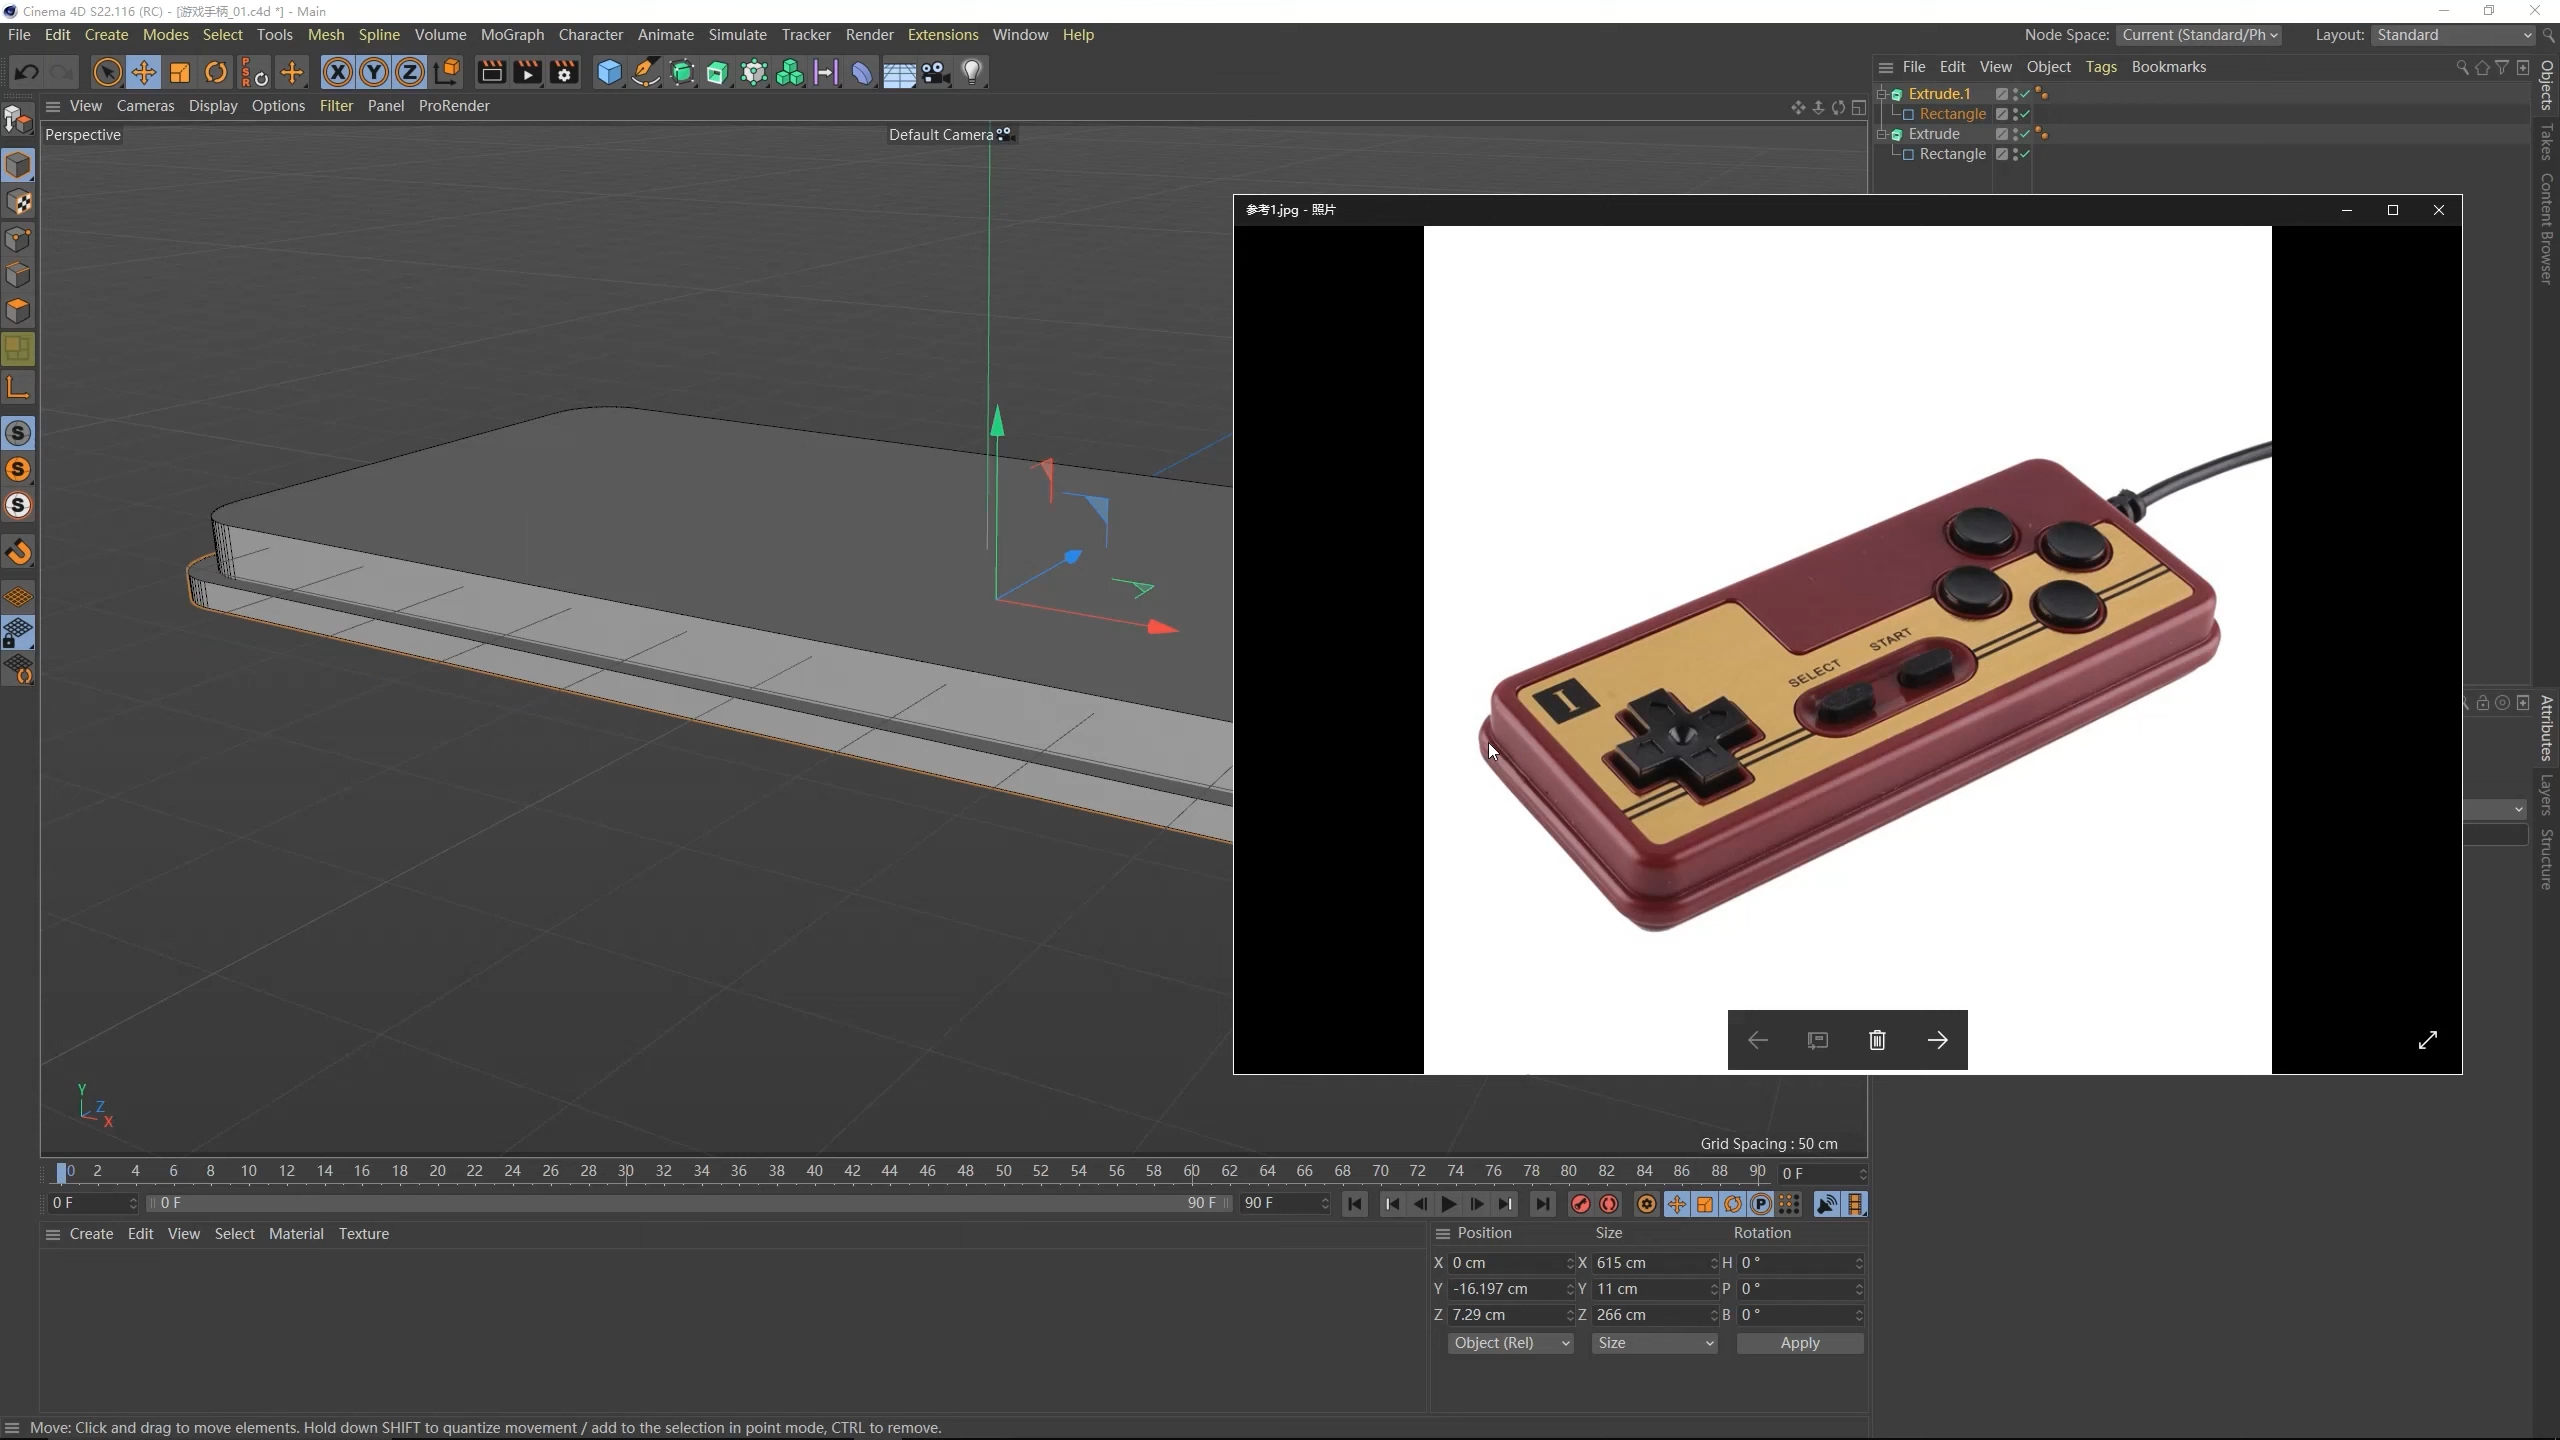 Cinema 4D S22.116 (RC) - [游戏手柄_01.c4d *] - Main
File Edit Create Modes Select Tools Mesh Spline Volume MoGraph Character Animate Simulate Tracker Render Extensions Window Help
Node Space: Current (Standard/Ph Layout: Standard
PSR X Y Z
File Edit View Object Tags Bookmarks
View Cameras Display Options Filter Panel ProRender
Perspective
Default Camera
Extrude.1
Rectangle
Extrude
Rectangle
Objects
Takes
Content Browser
Attributes
Layers
Structure
参考1.jpg - 照片
SELECT
START
I
S
S
S
Y
Z
X
Grid Spacing : 50 cm
0 2 4 6 8 10 12 14 16 18 20 22 24 26 28 30 32 34 36 38 40 42 44 46 48 50 52 54 56 58 60 62 64 66 68 70 72 74 76 78 80 82 84 86 88 90 0 F
0 F 0 F 90 F 90 F P
Create Edit View Select Material Texture
Position Size Rotation
X 0 cm X 615 cm H 0 °
Y -16.197 cm Y 11 cm P 0 °
Z 7.29 cm Z 266 cm B 0 °
Object (Rel) Size Apply
Move: Click and drag to move elements. Hold down SHIFT to quantize movement / add to the selection in point mode, CTRL to remove.